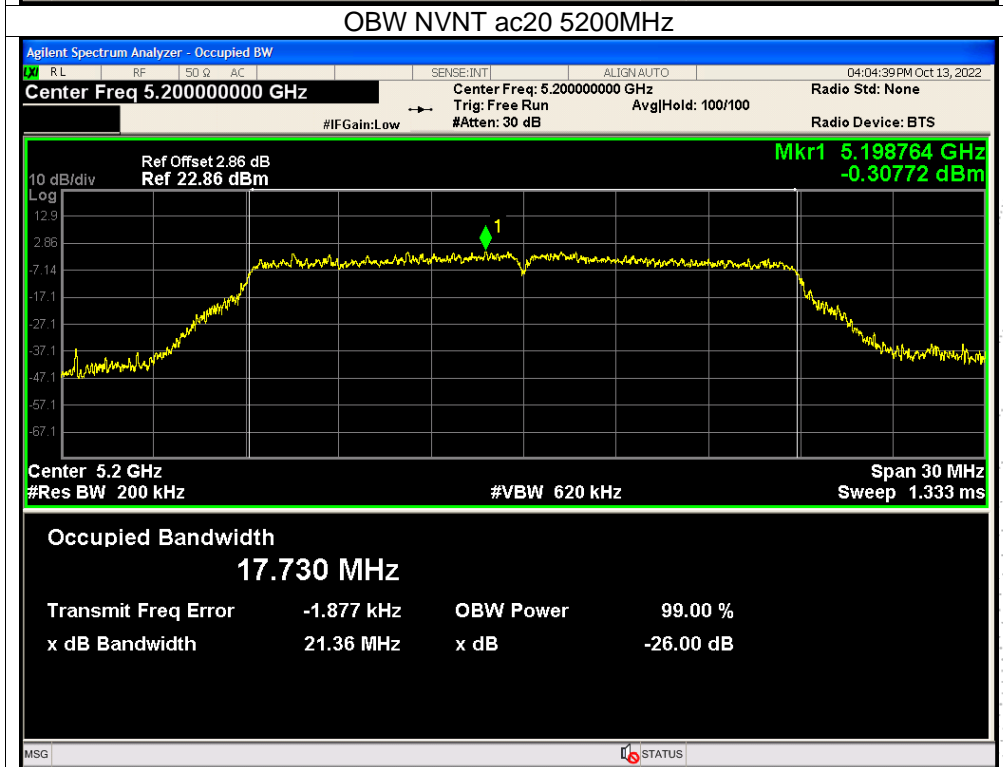 OBW NVNT ac20 5200MHz
Agilent Spectrum Analyzer - Occupied BW
LXI RL RF 50 Ω AC SENSE:INT ALIGNAUTO 04:04:39PM Oct 13, 2022
Center Freq 5.200000000 GHz Center Freq: 5.200000000 GHz Radio Std: None
Trig: Free Run Avg|Hold: 100/100
#IFGain:Low #Atten: 30 dB Radio Device: BTS
Ref Offset 2.86 dB Mkr1 5.198764 GHz
10 dB/div Ref 22.86 dBm -0.30772 dBm
Log
12.9
1
2.86
-7.14
-17.1
-27.1
-37.1
-47.1
-57.1
-67.1
Center 5.2 GHz Span 30 MHz
#Res BW 200 kHz #VBW 620 kHz Sweep 1.333 ms
Occupied Bandwidth
17.730 MHz
Transmit Freq Error -1.877 kHz OBW Power 99.00 %
x dB Bandwidth 21.36 MHz x dB -26.00 dB
MSG STATUS